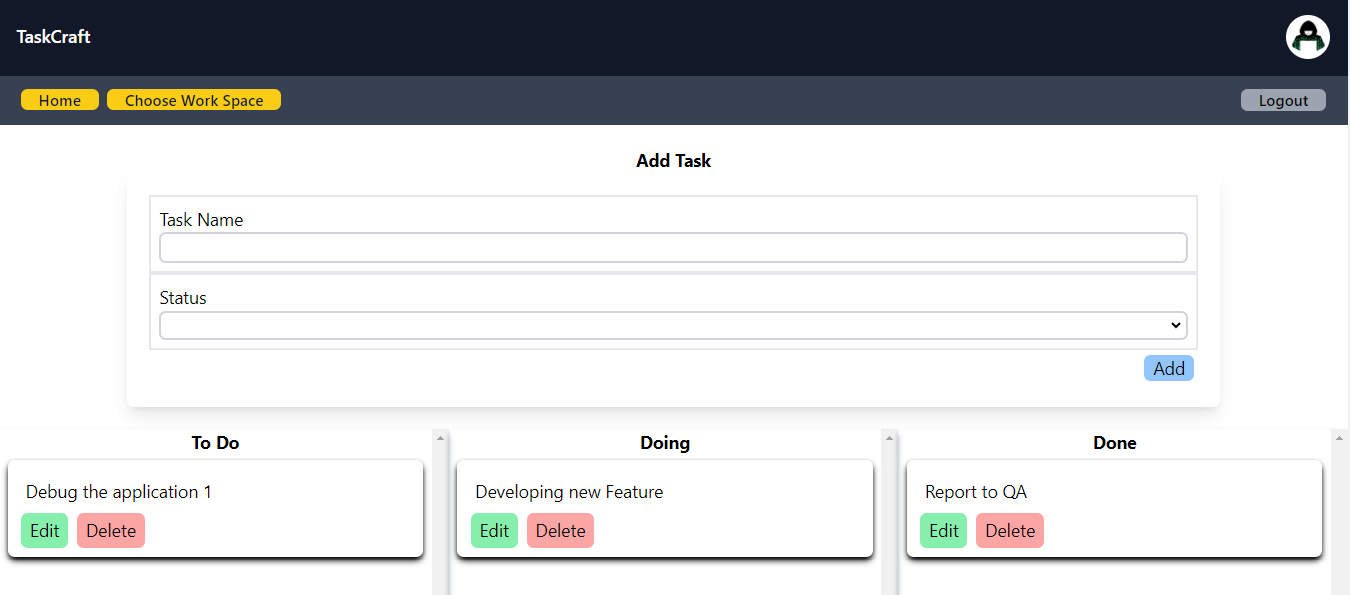 TaskCraft
Home Choose Work Space Logout
Add Task
Task Name
Status
Add
To Do Doing Done
Debug the application 1 Developing new Feature Report to QA
Edit Delete Edit Delete Edit Delete